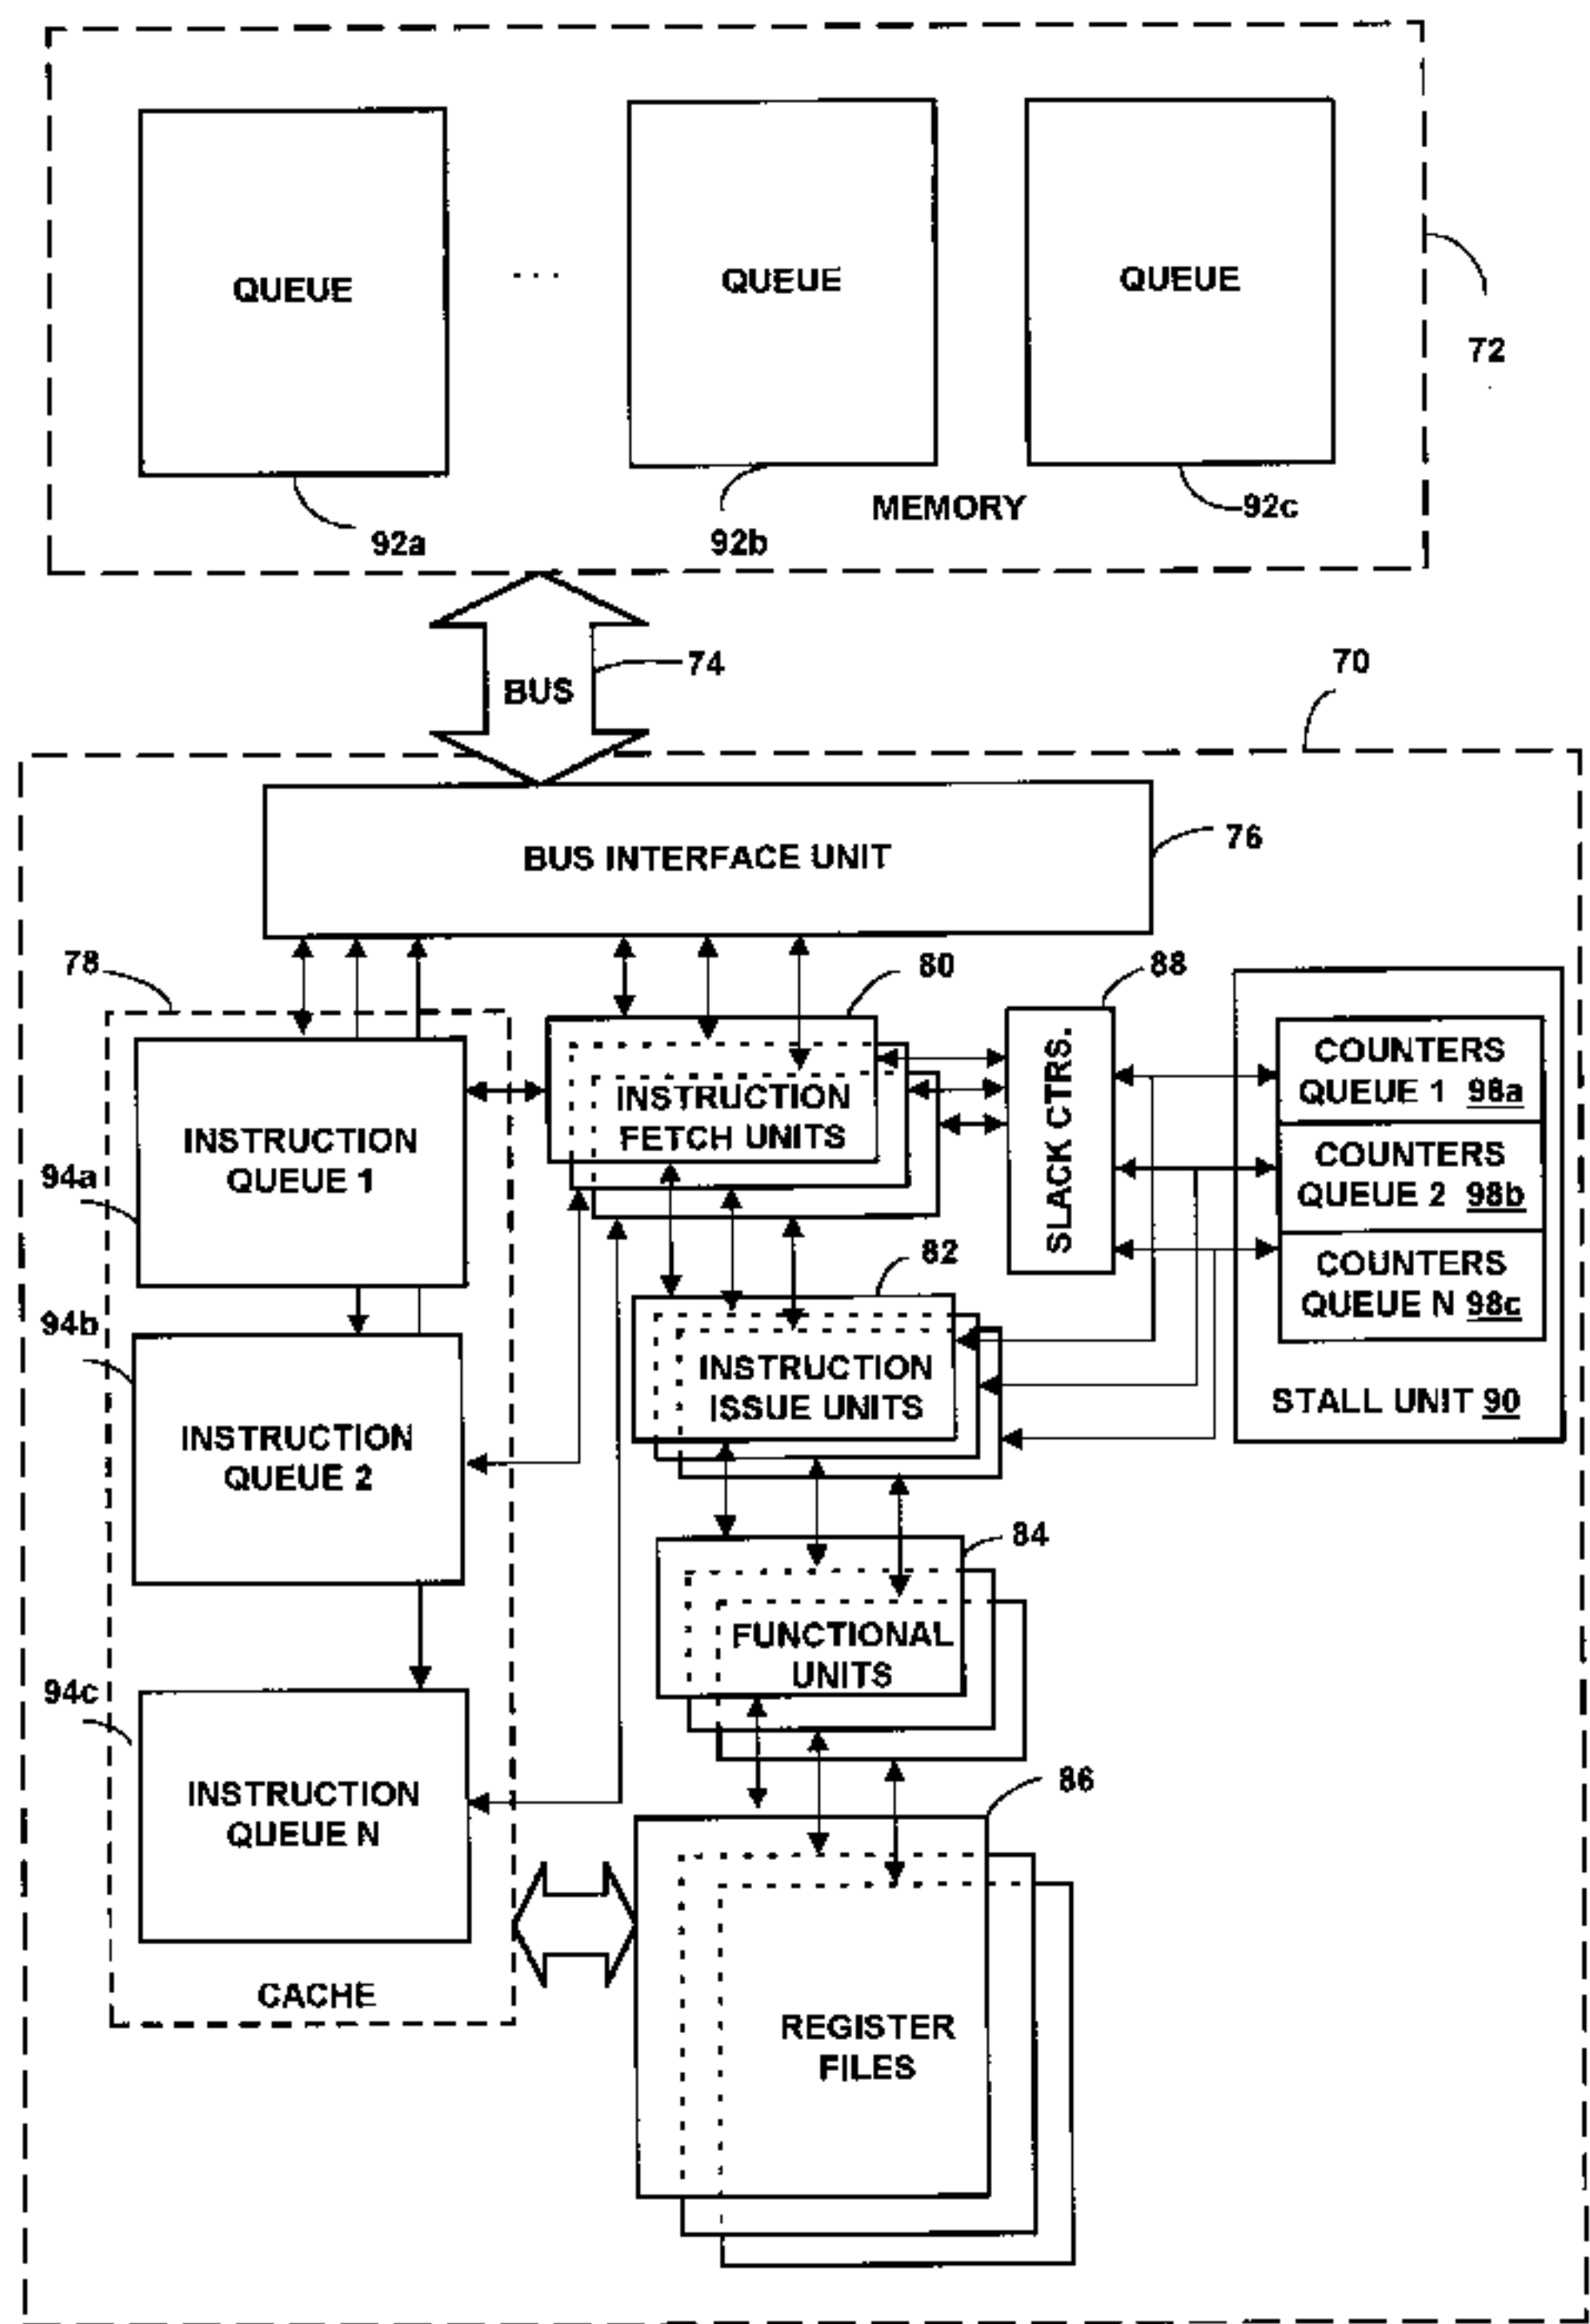 QUEUE
. . .
QUEUE
QUEUE
72
92a
92b
MEMORY
92c
74
BUS
70
BUS INTERFACE UNIT
76
78
80
88
INSTRUCTION
FETCH UNITS
SLACK CTRS.
COUNTERS
QUEUE 1 98a
COUNTERS
QUEUE 2 98b
COUNTERS
QUEUE N 98c
STALL UNIT 90
94a
INSTRUCTION
QUEUE 1
82
INSTRUCTION
ISSUE UNITS
94b
INSTRUCTION
QUEUE 2
84
FUNCTIONAL
UNITS
94c
INSTRUCTION
QUEUE N
86
CACHE
REGISTER
FILES